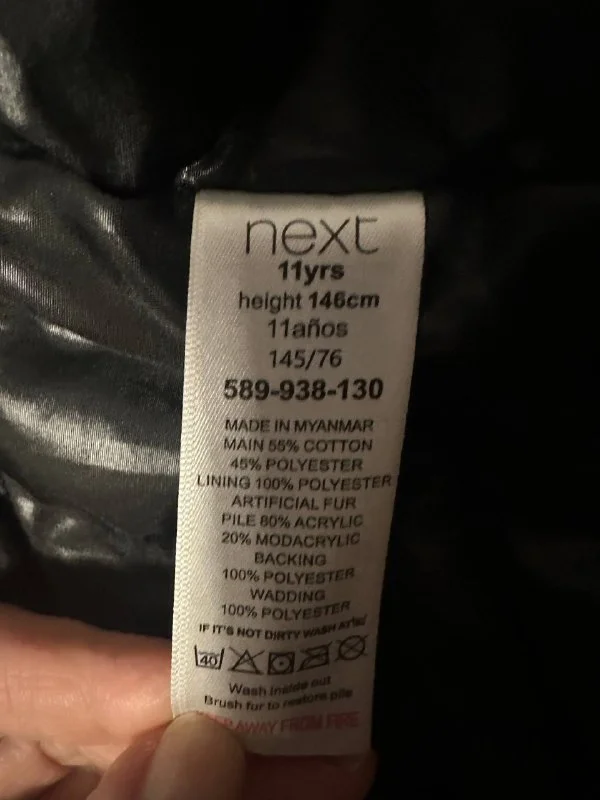 next
11yrs
height 146cm
11años
145/76
589-938-130
MADE IN MYANMAR
MAIN 55% COTTON
45% POLYESTER
LINING 100% POLYESTER
ARTIFICIAL FUR
PILE 80% ACRYLIC
20% MODACRYLIC
BACKING
100% POLYESTER
WADDING
100% POLYESTER
IF IT'S NOT DIRTY WASH AT
40
Wash inside out
Brush fur to restore pile
AWAY FROM FIRE